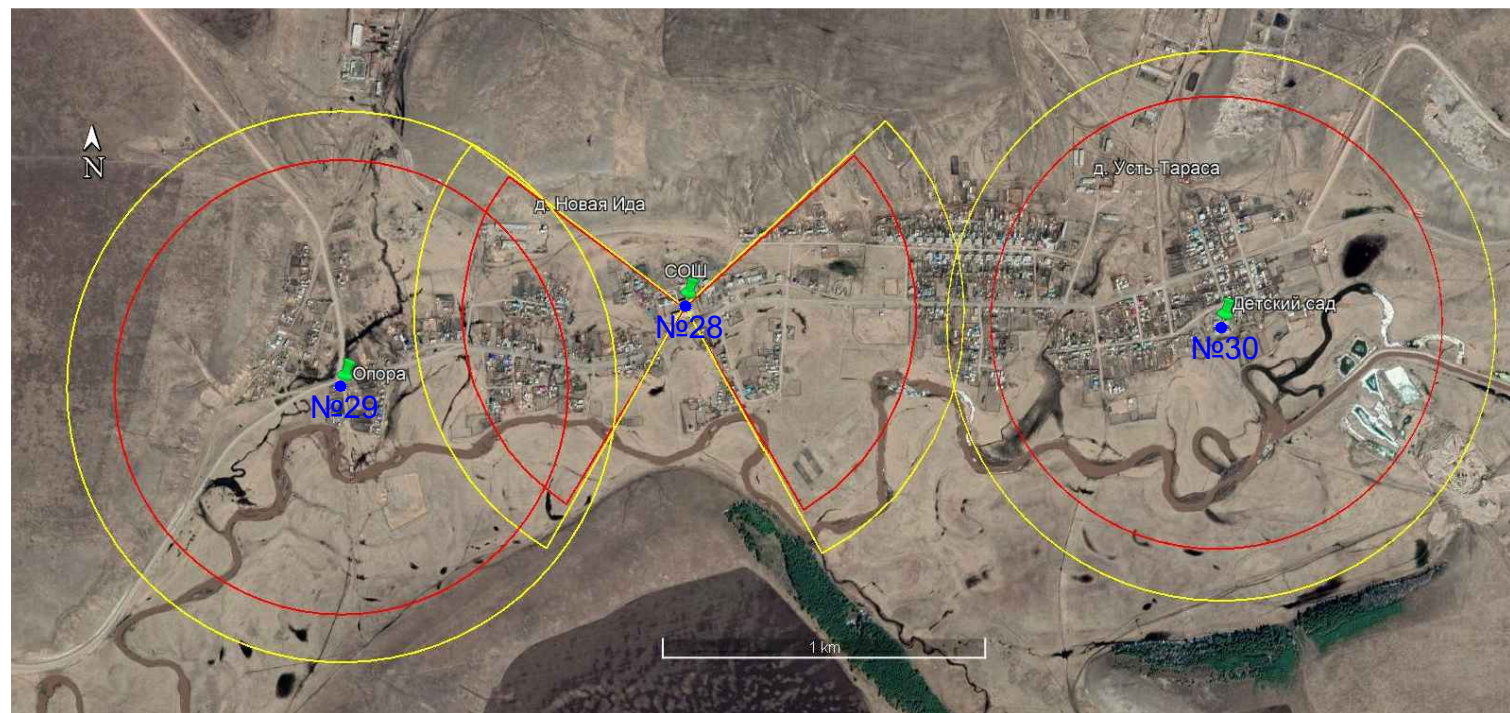 N
д. Усть-Тараса
д. Новая Ида
СОШ
№28
Детский сад
№30
Опора
№29
1 km